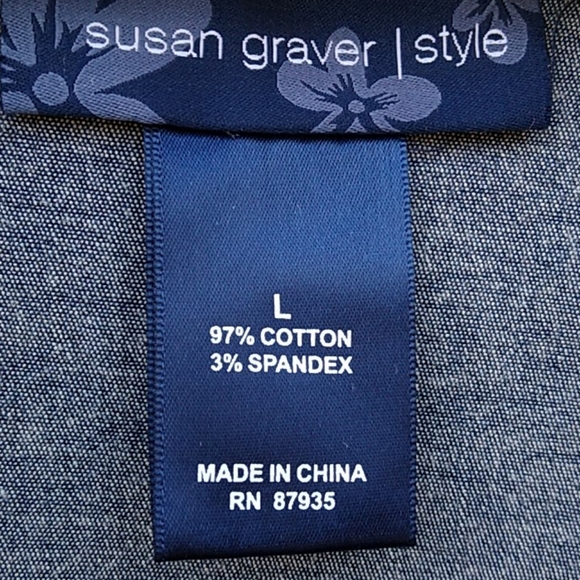 susan graver | style
L
97% COTTON
3% SPANDEX
MADE IN CHINA
RN 87935